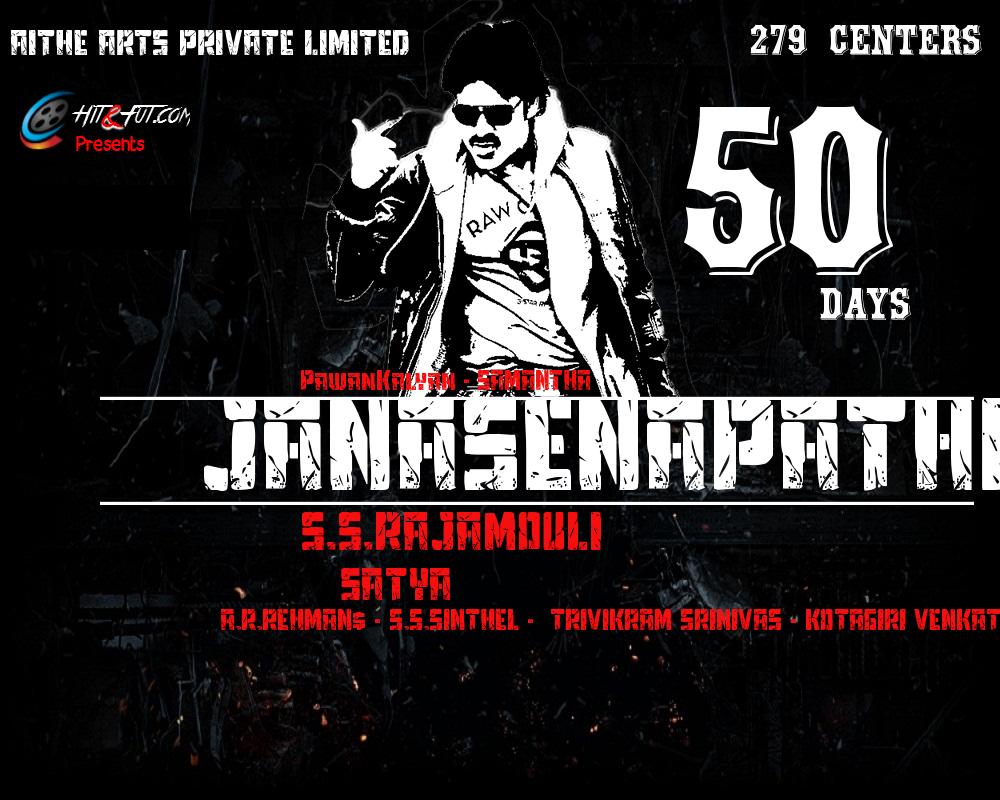 AITHE ARTS PRIVATE LIMITED
279 CENTERS
HIT&FUT.COM
Presents
50
DAYS
RAW
PawanKalyan - SAMANTHA
JANASENAPATHI
S.S.RAJAMOULI
SATYA
A.R.REHMANs - S.S.SINTHEL - TRIVIKRAM SRINIVAS - KOTAGIRI VENKAT